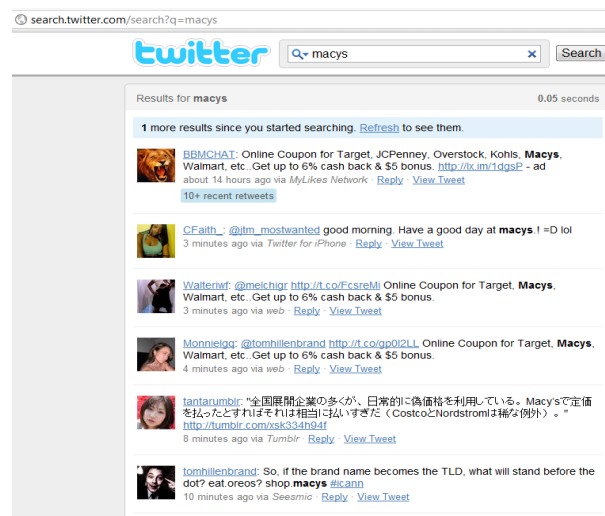 search.twitter.com/search?q=macys
twitter
macys
Search
Results for macys
0.05 seconds
1 more results since you started searching. Refresh to see them.
BBMCHAT: Online Coupon for Target, JCPenney, Overstock, Kohls, Macys,
Walmart, etc..Get up to 6% cash back & $5 bonus. http://lx.im/1dgsP - ad
about 14 hours ago via MyLikes Network · Reply · View Tweet
10+ recent retweets
CFaith_: @jtm_mostwanted good morning. Have a good day at macys.! =D lol
3 minutes ago via Twitter for iPhone · Reply · View Tweet
Walteriwf: @melchigr http://t.co/FcsreMi Online Coupon for Target, Macys,
Walmart, etc..Get up to 6% cash back & $5 bonus.
3 minutes ago via web · Reply · View Tweet
Monnielgq: @tomhillenbrand http://t.co/gp0I2LL Online Coupon for Target, Macys,
Walmart, etc..Get up to 6% cash back & $5 bonus.
4 minutes ago via web · Reply · View Tweet
tantarumblr: "全国展開企業の多くが、日常的に偽価格を利用している。Macy'sで定価
を払ったとすればそれは相当に払いすぎだ（CostcoとNordstromは稀な例外）。"
http://tumblr.com/xsk334h94f
8 minutes ago via Tumblr · Reply · View Tweet
tomhillenbrand: So, if the brand name becomes the TLD, what will stand before the
dot? eat.oreos? shop.macys #icann
10 minutes ago via Seesmic · Reply · View Tweet